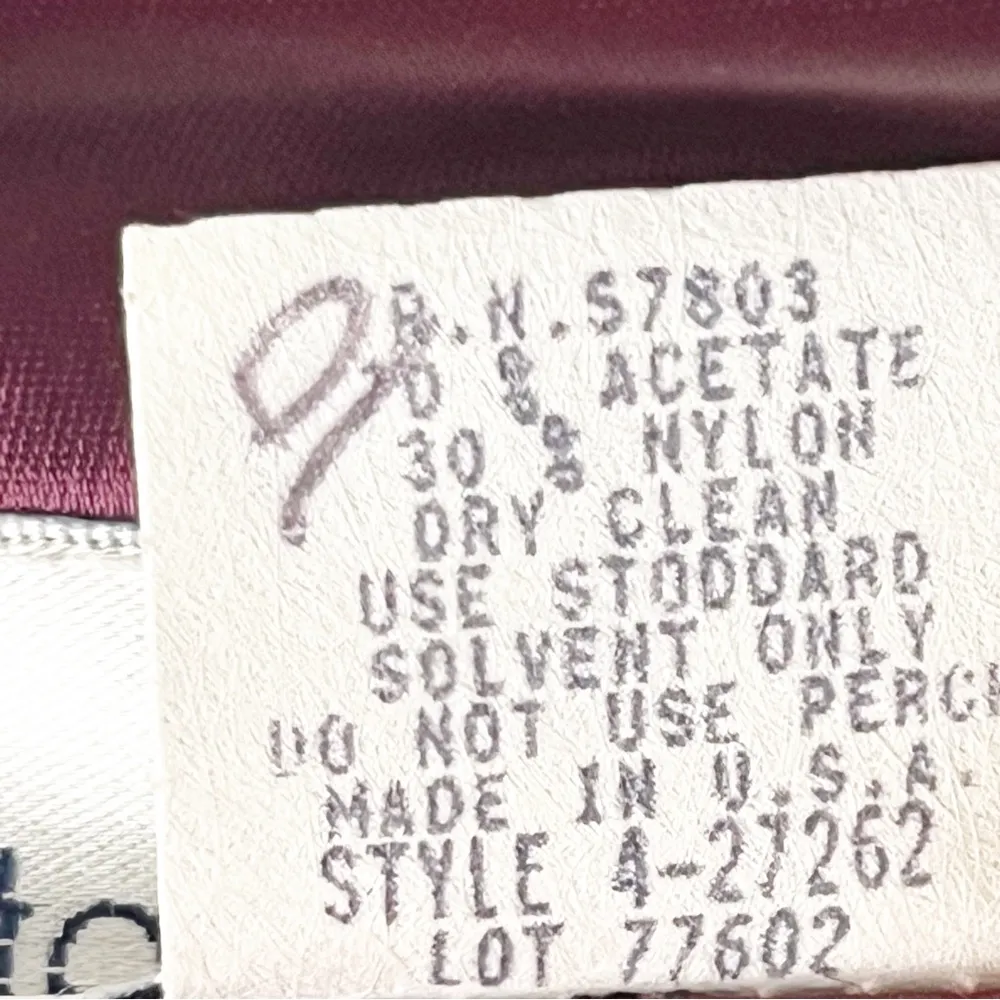 R.N. 57803
70 % ACETATE
30 % NYLON
DRY CLEAN
USE STODDARD
SOLVENT ONLY
DO NOT USE PERC
MADE IN U.S.A.
STYLE A-27262
LOT 77602